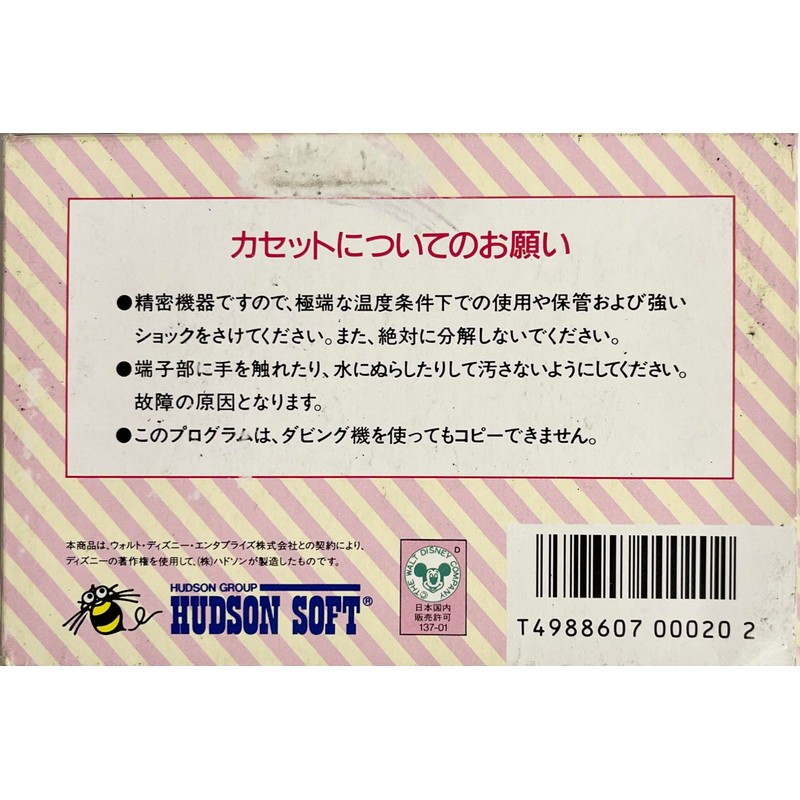 カセットについてのお願い
●精密機器ですので、極端な温度条件下での使用や保管および強い
ショックをさけてください。また、絶対に分解しないでください。
●端子部に手を触れたり、水にぬらしたりして汚さないようにしてください。
故障の原因となります。
●このプログラムは、ダビング機を使ってもコピーできません。
本商品は、ウォルト・ディズニー・エンタプライズ株式会社との契約により、
ディズニーの著作権を使用して、(株)ハドソンが製造したものです。
HUDSON GROUP
HUDSON SOFT®
D
©THE WALT DISNEY COMPANY
日本国内
販売許可
137-01
T4988607 00020 2